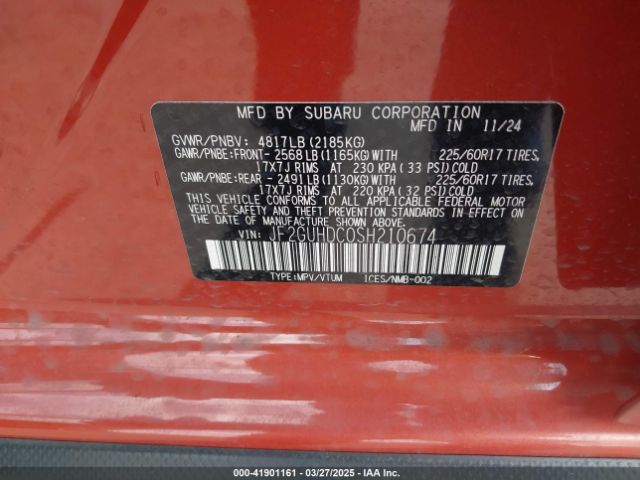 MFD BY SUBARU CORPORATION
GVWR/PNBV: 4817LB (2185KG) MFD IN 11/24
GAWR/PNBE:FRONT- 2568LB(1165KG)WITH 225/60R17 TIRES,
17X7J RIMS AT 230 KPA (33 PSI)COLD
GAWR/PNBE:REAR - 2491LB(1130KG)WITH 225/60R17 TIRES,
17X7J RIMS AT 220 KPA (32 PSI)COLD
THIS VEHICLE CONFORMS TO ALL APPLICABLE FEDERAL MOTOR
VEHICLE SAFETY AND THEFT PREVENTION STANDARDS IN EFFECT ON THE
DATE OF MANUFACTURE SHOWN ABOVE.
VIN: JF2GUHDC0SH210674
TYPE:MPV/VTUM ICES/NMB-002
000-41901161 - 03/27/2025 - IAA Inc.